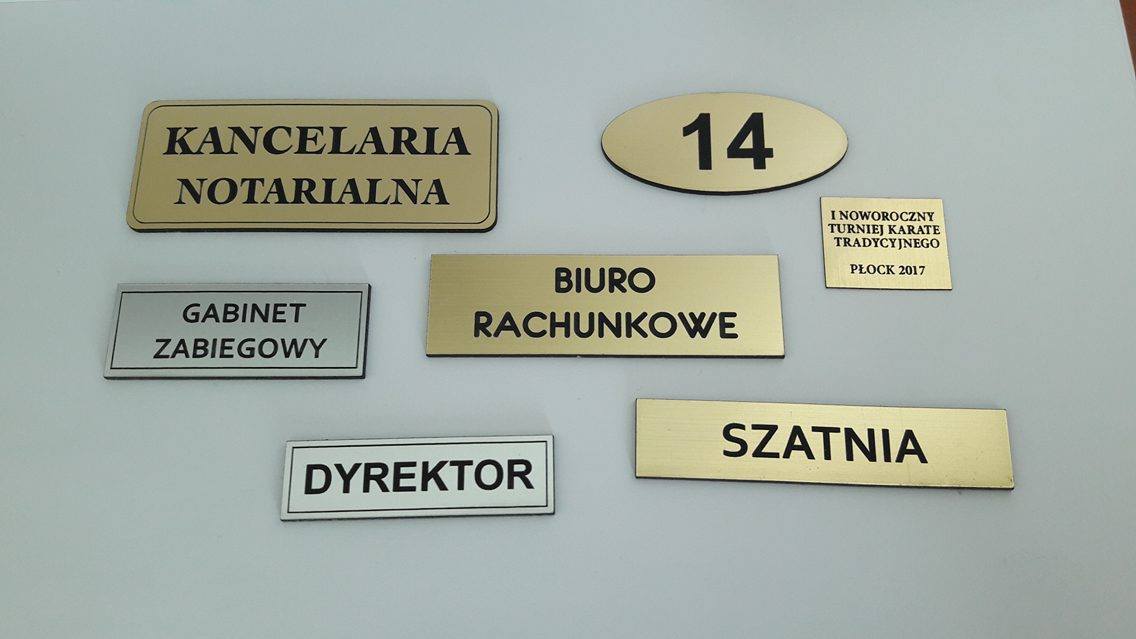 KANCELARIA
NOTARIALNA
14
I NOWOROCZNY
TURNIEJ KARATE
TRADYCYJNEGO
PŁOCK 2017
BIURO
RACHUNKOWE
GABINET
ZABIEGOWY
SZATNIA
DYREKTOR